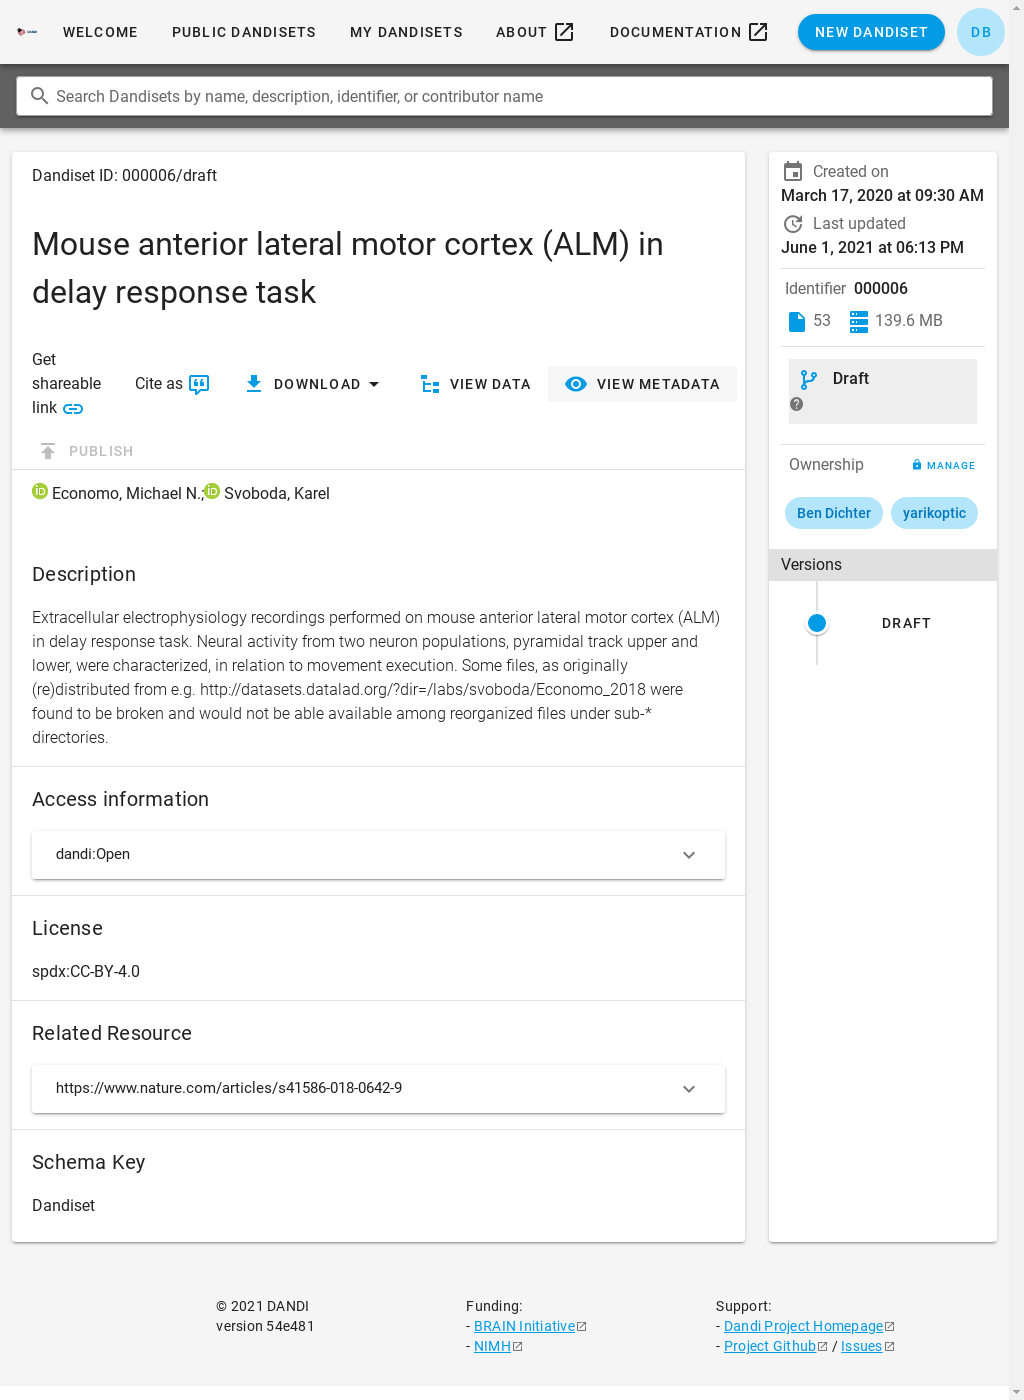 WELCOME PUBLIC DANDISETS MY DANDISETS ABOUT DOCUMENTATION NEW DANDISET DB
Search Dandisets by name, description, identifier, or contributor name
Dandiset ID: 000006/draft
Mouse anterior lateral motor cortex (ALM) in
delay response task
Get
shareable
link
Cite as
DOWNLOAD
VIEW DATA
VIEW METADATA
PUBLISH
Economo, Michael N.; Svoboda, Karel
Description
Extracellular electrophysiology recordings performed on mouse anterior lateral motor cortex (ALM)
in delay response task. Neural activity from two neuron populations, pyramidal track upper and
lower, were characterized, in relation to movement execution. Some files, as originally
(re)distributed from e.g. http://datasets.datalad.org/?dir=/labs/svoboda/Economo_2018 were
found to be broken and would not be able available among reorganized files under sub-*
directories.
Access information
dandi:Open
License
spdx:CC-BY-4.0
Related Resource
https://www.nature.com/articles/s41586-018-0642-9
Schema Key
Dandiset
Created on
March 17, 2020 at 09:30 AM
Last updated
June 1, 2021 at 06:13 PM
Identifier 000006
53 139.6 MB
Draft
Ownership MANAGE
Ben Dichter yarikoptic
Versions
DRAFT
© 2021 DANDI
version 54e481
Funding:
- BRAIN Initiative
- NIMH
Support:
- Dandi Project Homepage
- Project Github / Issues